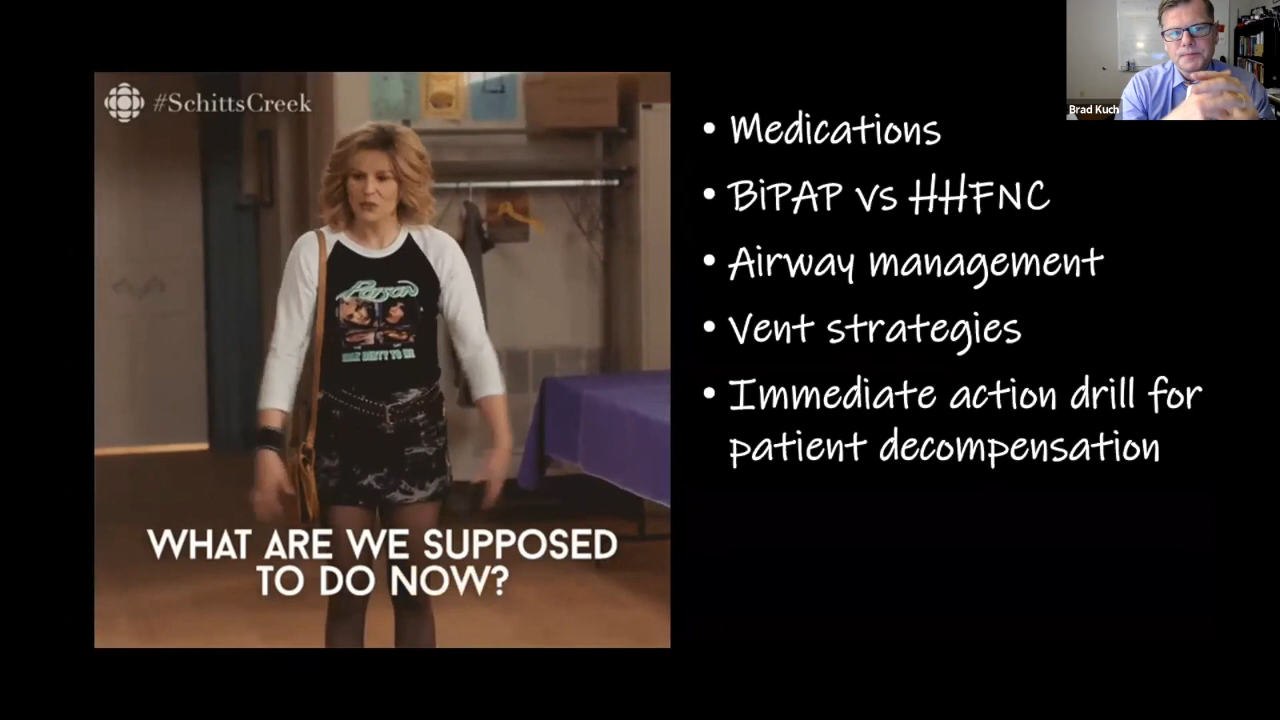 #SchittsCreek
Poison
WHAT ARE WE SUPPOSED
TO DO NOW?
• Medications
• BiPAP vs HHFNC
• Airway management
• Vent strategies
• Immediate action drill for
patient decompensation
Brad Kuch